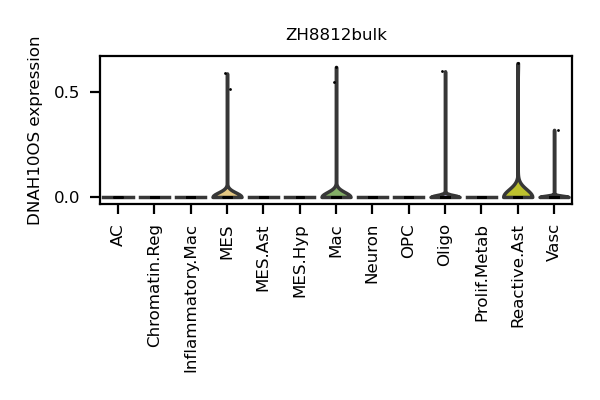 ZH8812bulk
DNAH10OS expression
0.5
0.0
AC
Chromatin.Reg
Inflammatory.Mac
MES
MES.Ast
MES.Hyp
Mac
Neuron
OPC
Oligo
Prolif.Metab
Reactive.Ast
Vasc